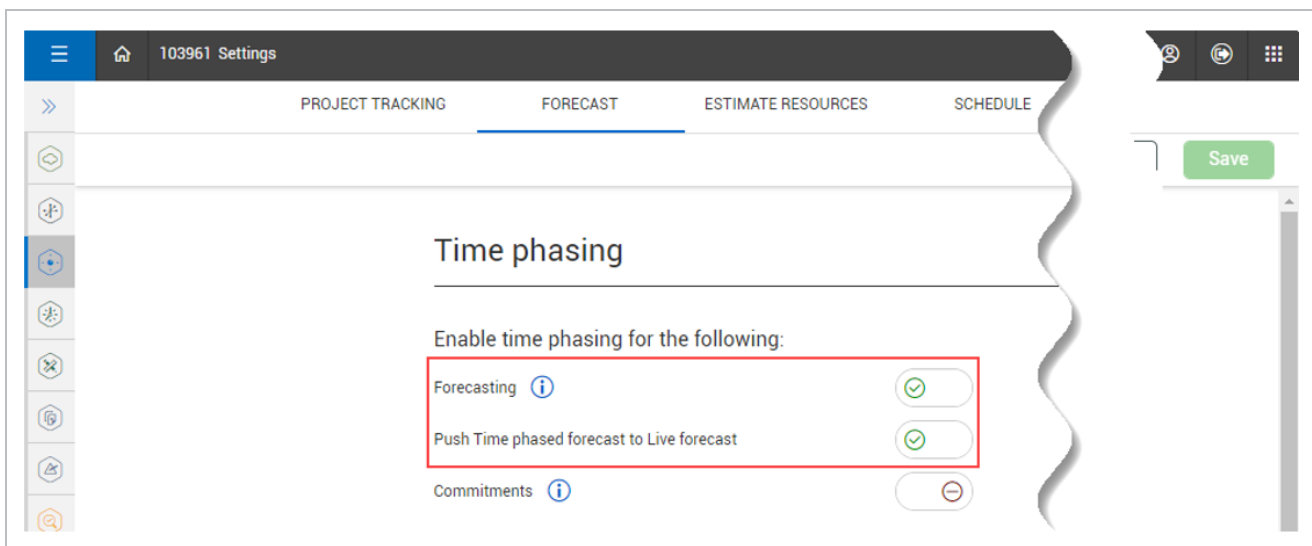 103961 Settings
PROJECT TRACKING FORECAST ESTIMATE RESOURCES SCHEDULE
Save
Time phasing
Enable time phasing for the following:
Forecasting
Push Time phased forecast to Live forecast
Commitments